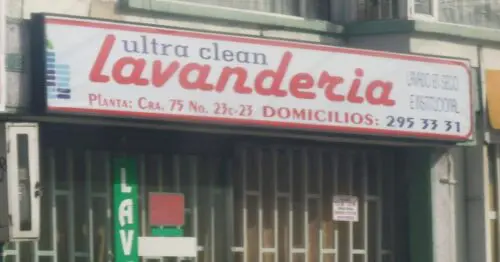 ultra clean
Lavanderia
LAVADO EN SECO
E INSTITUCIONAL
PLANTA: CRA. 75 NO. 23C-23 DOMICILIOS: 295 33 31
LAV